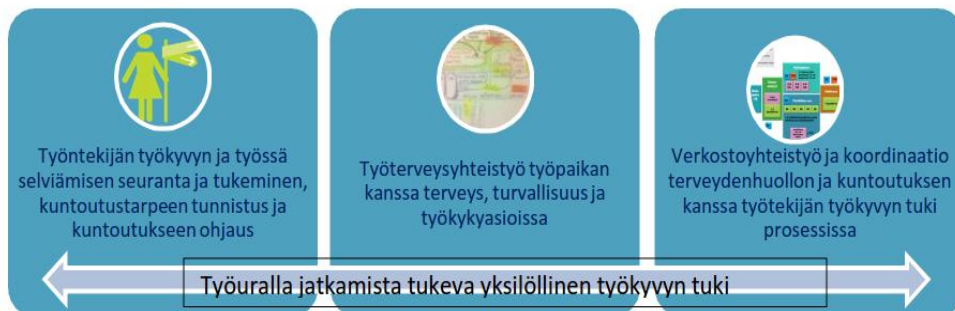 Työntekijän työkyvyn ja työssä
selviämisen seuranta ja tukeminen,
kuntoutustarpeen tunnistus ja
kuntoutukseen ohjaus
Työterveysyhteistyö työpaikan
kanssa terveys, turvallisuus ja
työkykyasioissa
Verkostoyhteistyö ja koordinaatio
terveydenhuollon ja kuntoutuksen
kanssa työtekijän työkyvyn tuki
prosessissa
Työuralla jatkamista tukeva yksilöllinen työkyvyn tuki